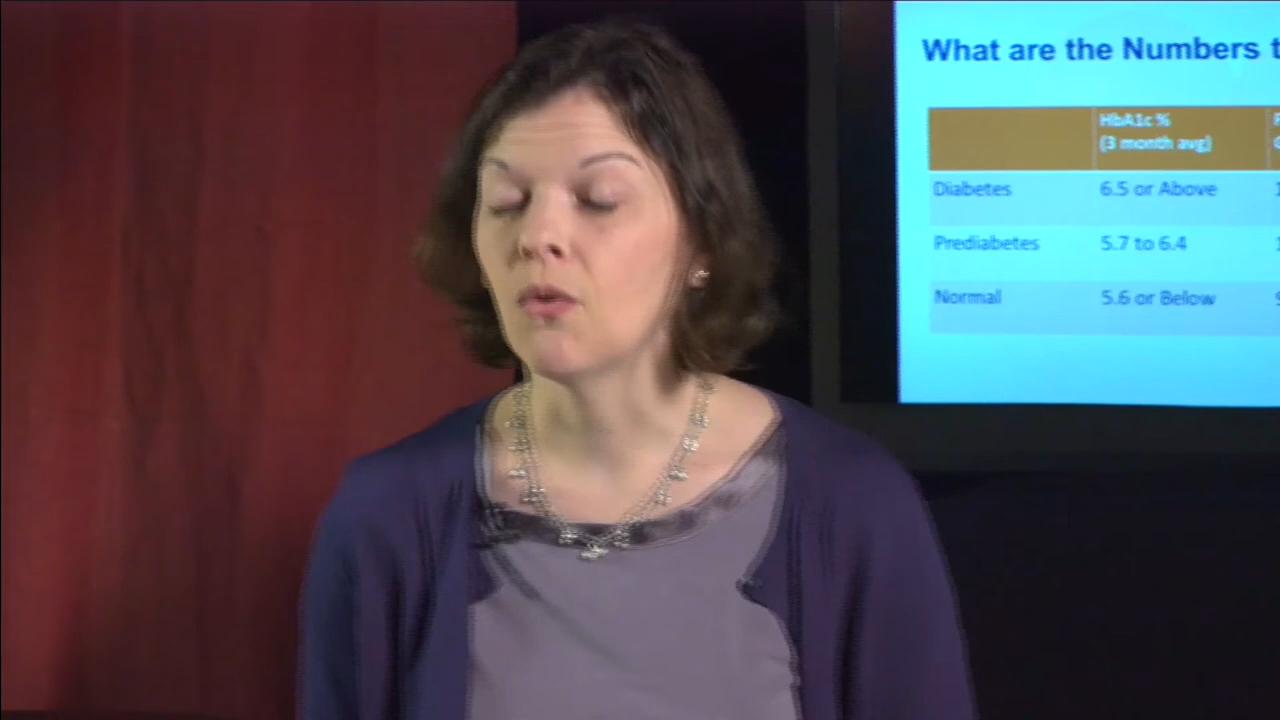 What are the Numbers
HbA1c %
(3 month avg)
Diabetes 6.5 or Above
Prediabetes 5.7 to 6.4
Normal 5.6 or Below